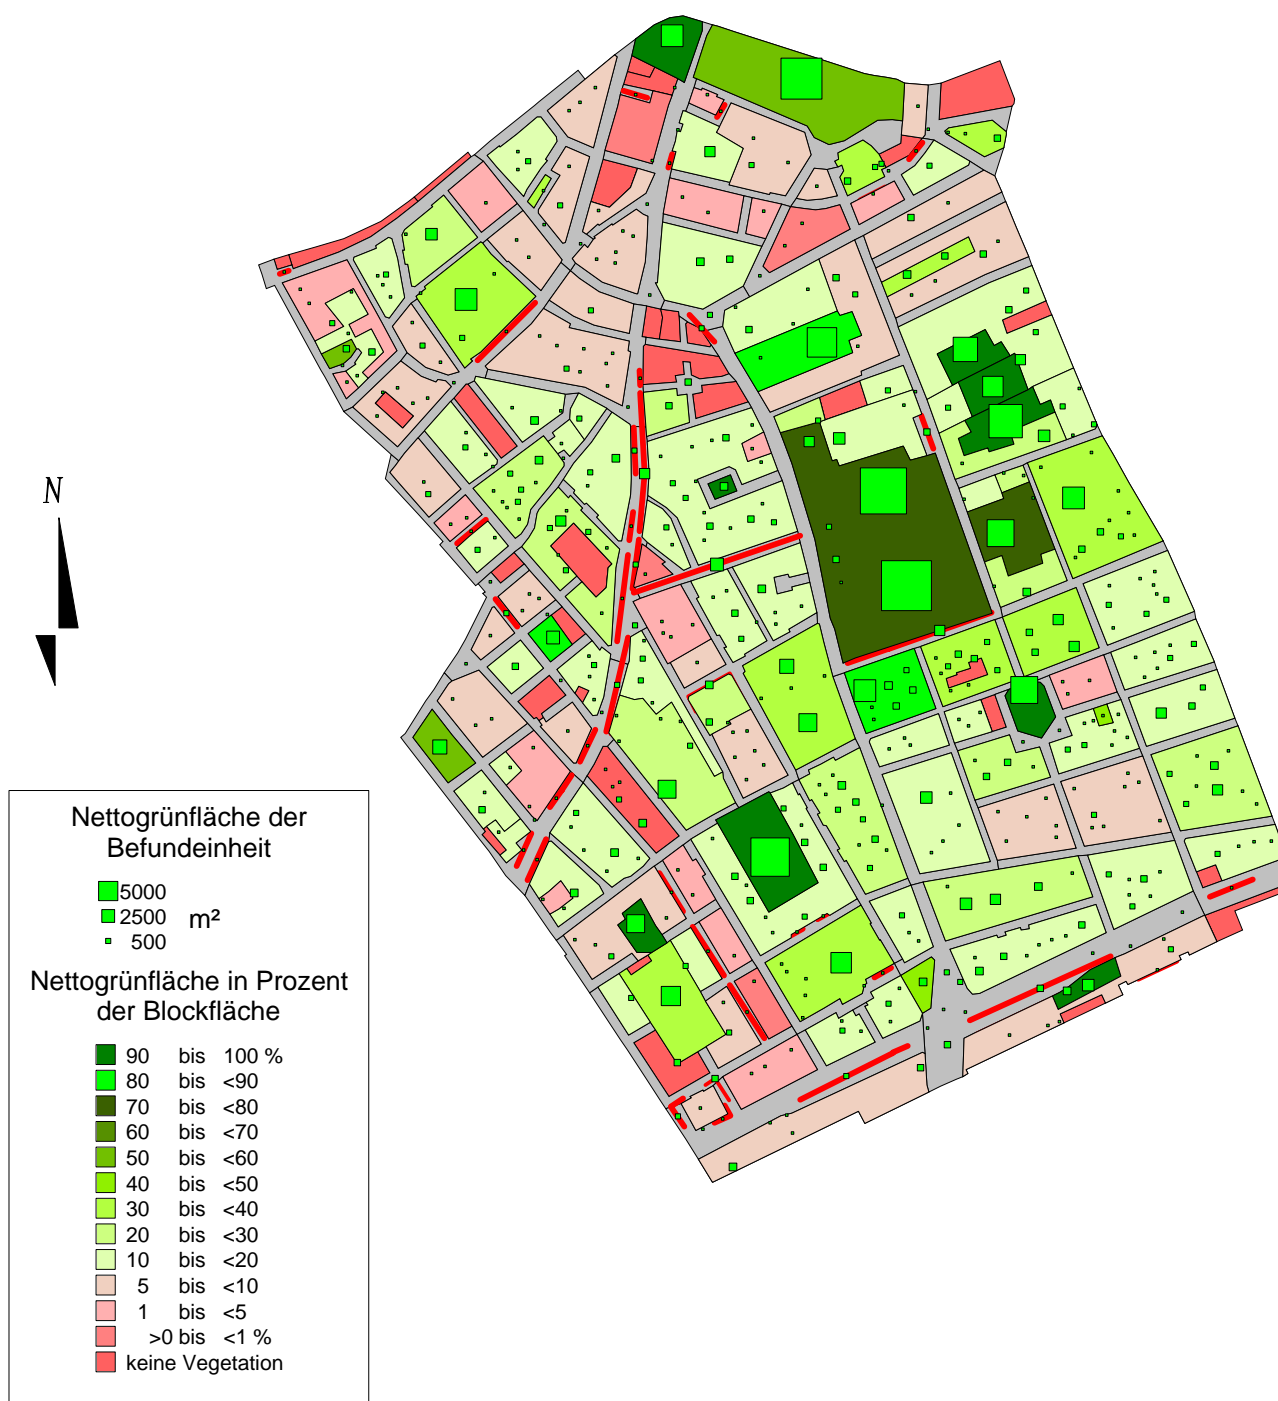 N
Nettogrünfläche der
Befundeinheit
5000
2500 m²
500
Nettogrünfläche in Prozent
der Blockfläche
90 bis 100 %
80 bis <90
70 bis <80
60 bis <70
50 bis <60
40 bis <50
30 bis <40
20 bis <30
10 bis <20
5 bis <10
1 bis <5
>0 bis <1 %
keine Vegetation